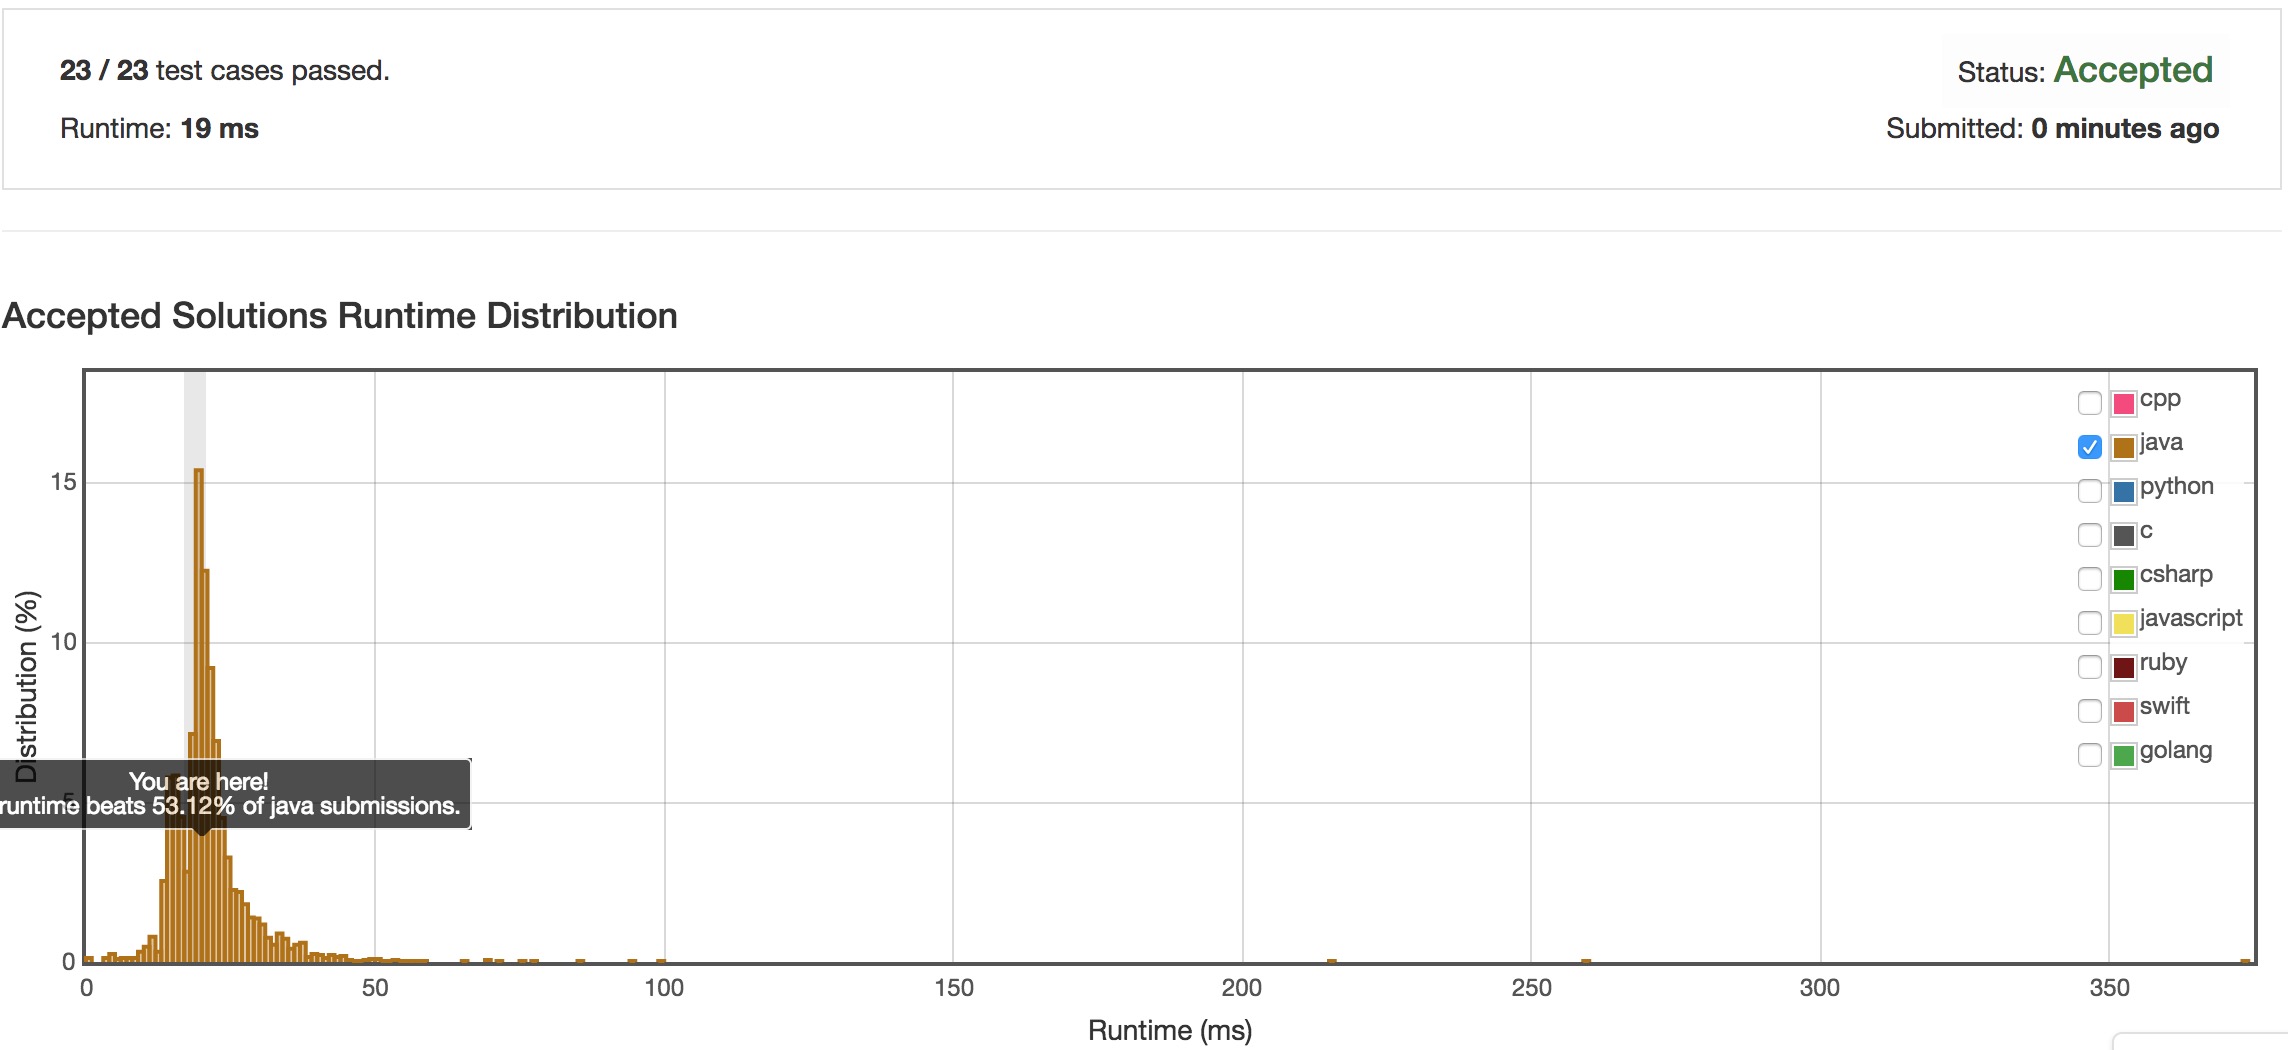 23 / 23 test cases passed.
Status: Accepted
Runtime: 19 ms
Submitted: 0 minutes ago
Accepted Solutions Runtime Distribution
cpp
java
python
c
csharp
javascript
ruby
swift
golang
Distribution (%)
15
10
5
0
You are here!
runtime beats 53.12% of java submissions.
0 50 100 150 200 250 300 350
Runtime (ms)